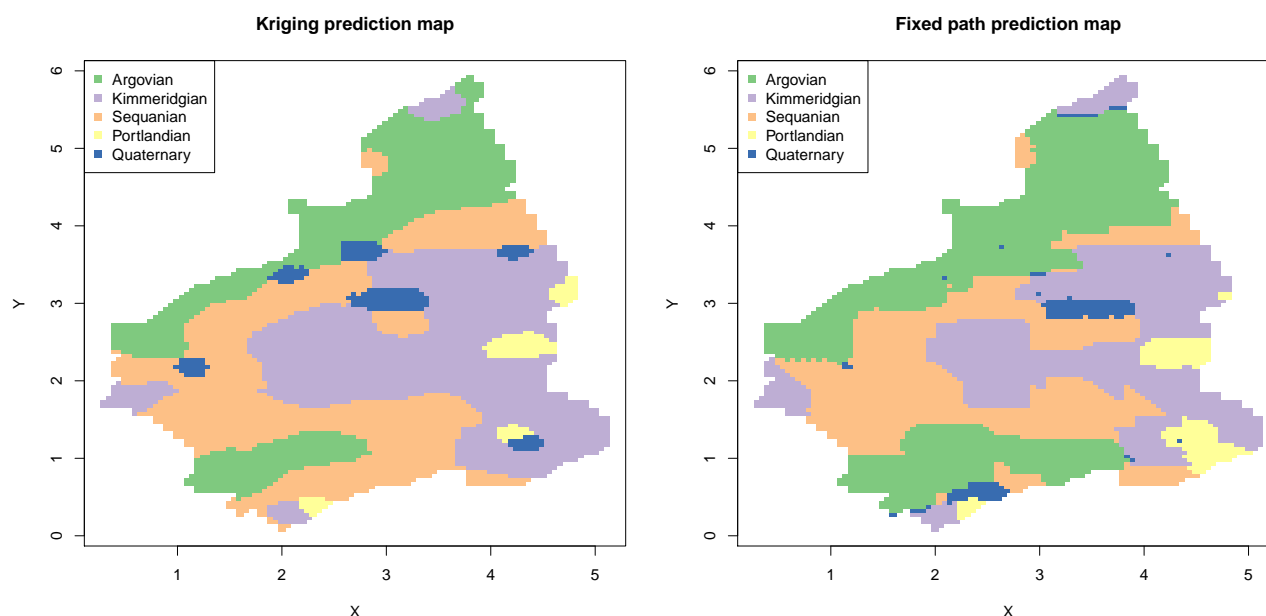 Kriging prediction map
Argovian
Kimmeridgian
Sequanian
Portlandian
Quaternary
6
5
4
3
2
1
0
Y
1 2 3 4 5
X
Fixed path prediction map
Argovian
Kimmeridgian
Sequanian
Portlandian
Quaternary
6
5
4
3
2
1
0
Y
1 2 3 4 5
X